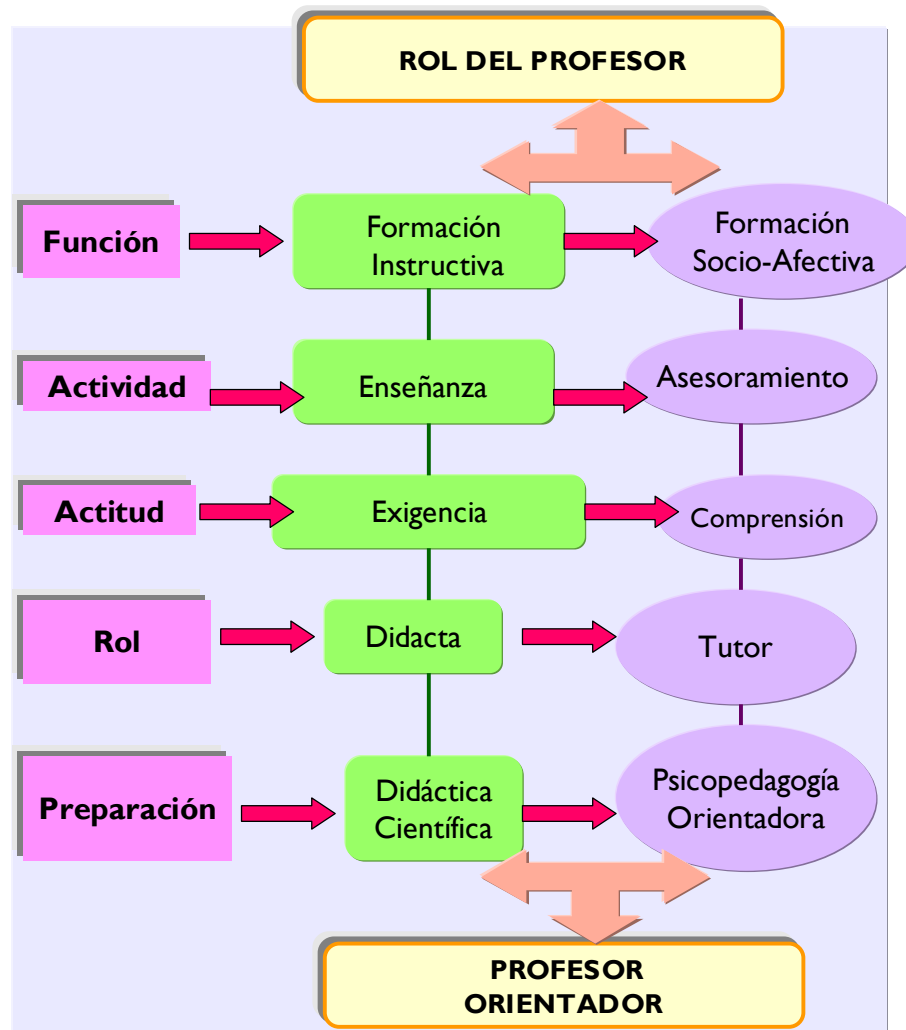 ROL DEL PROFESOR
Función
Formación
Instructiva
Formación
Socio-Afectiva
Actividad
Enseñanza
Asesoramiento
Actitud
Exigencia
Comprensión
Rol
Didacta
Tutor
Preparación
Didáctica
Científica
Psicopedagogía
Orientadora
PROFESOR
ORIENTADOR